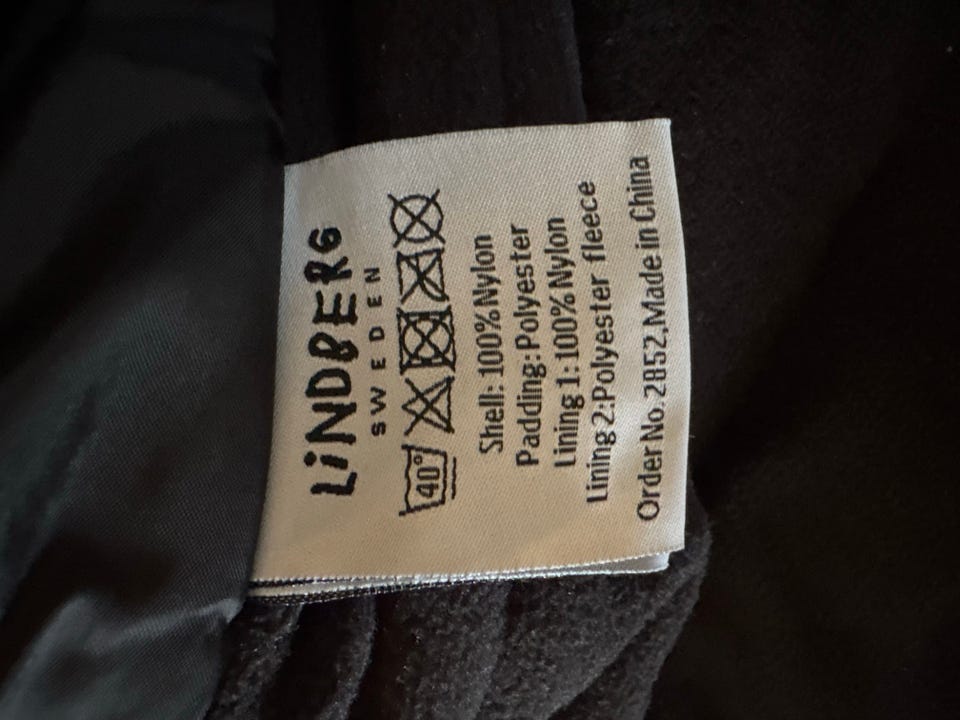 LiNDBERG
SWEDEN
40°
Shell: 100%Nylon
Padding:Polyester
Lining 1:100%Nylon
Lining 2:Polyester fleece
Order No.2852,Made in China